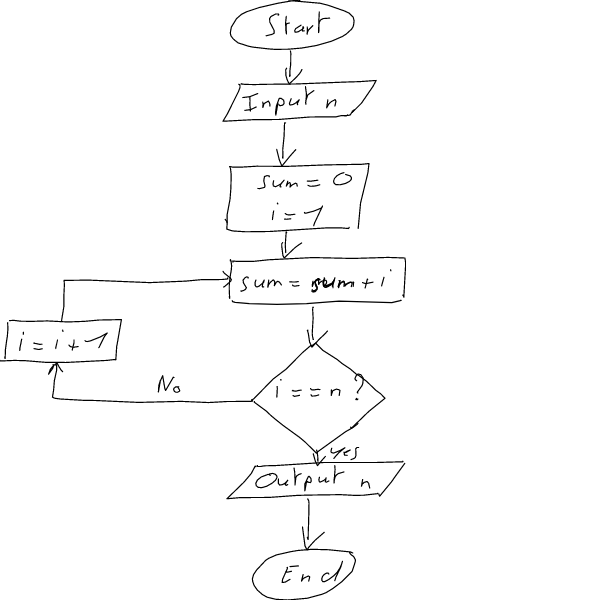 Start
Input n
sum = 0
i = 1
sum = sum + i
i = i + 1
i == n ?
No
yes
Output n
End